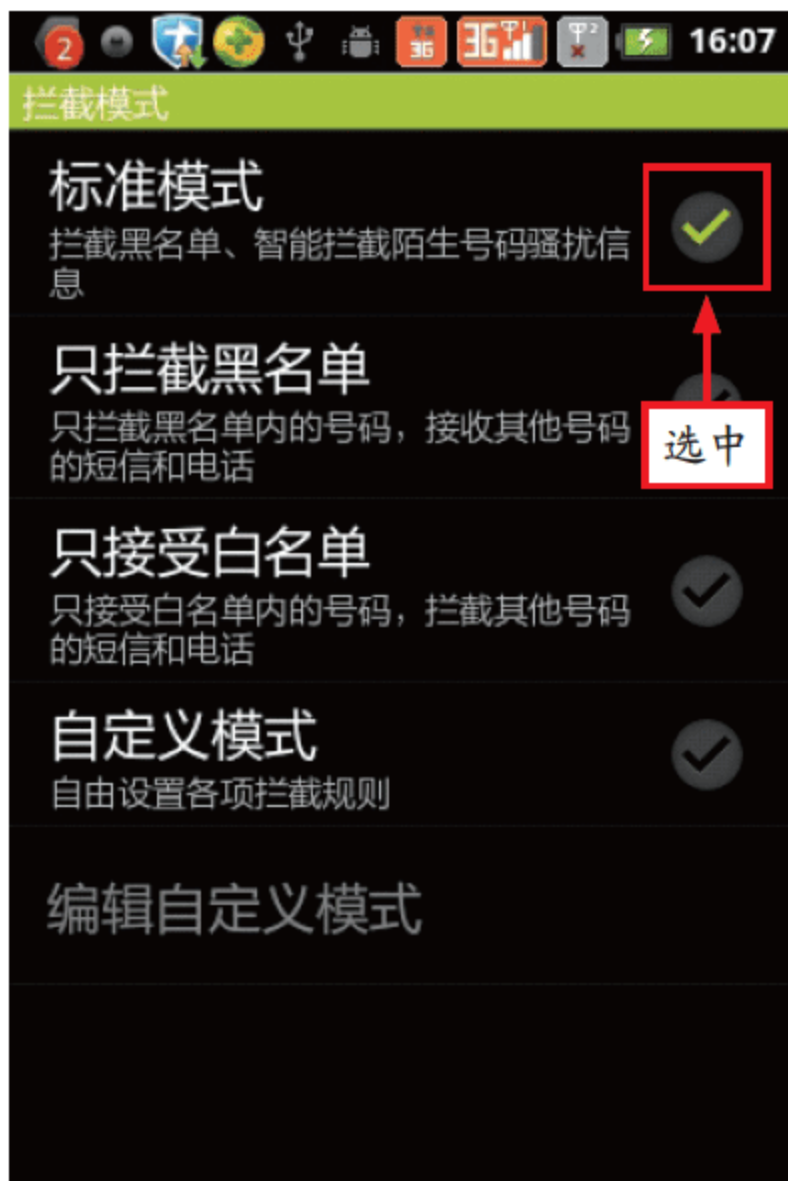 2
3G
3G
1
2
16:07
拦截模式
标准模式
拦截黑名单、智能拦截陌生号码骚扰信
息
只拦截黑名单
只拦截黑名单内的号码，接收其他号码
的短信和电话
选中
只接受白名单
只接受白名单内的号码，拦截其他号码
的短信和电话
自定义模式
自由设置各项拦截规则
编辑自定义模式